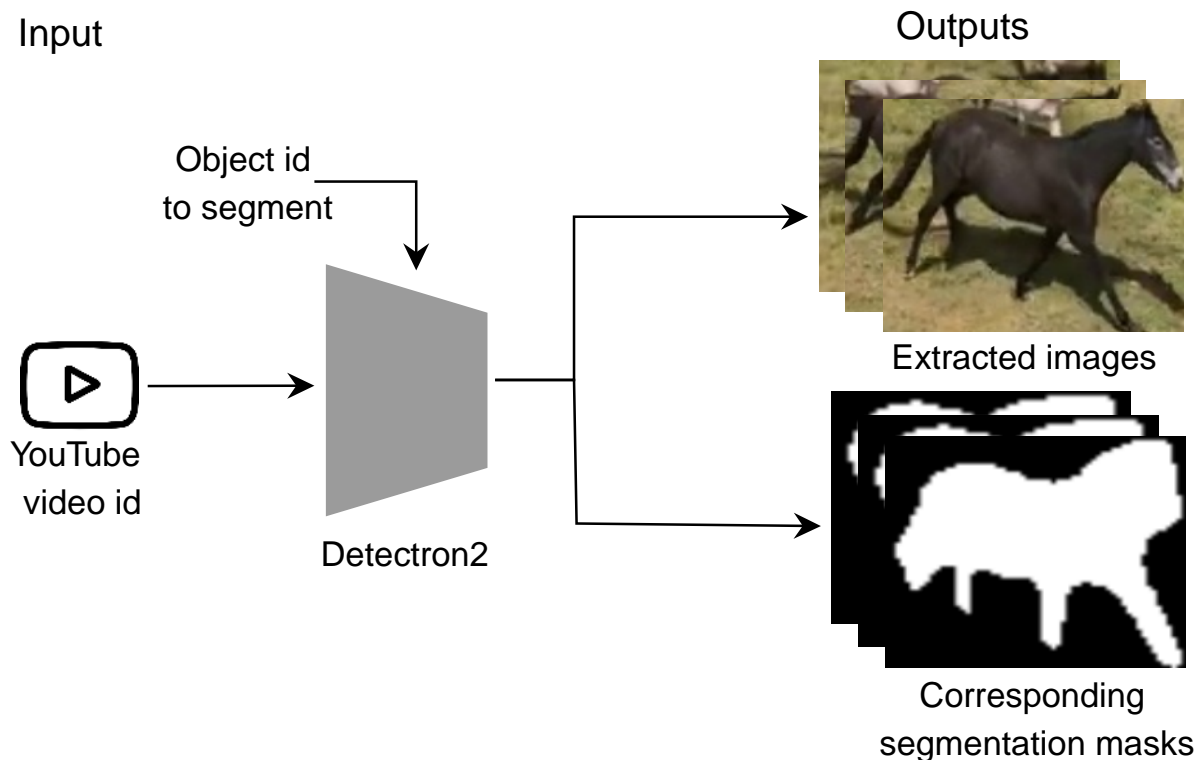 Input
Outputs
Object id
to segment
Extracted images
YouTube
video id
Detectron2
Corresponding
segmentation masks